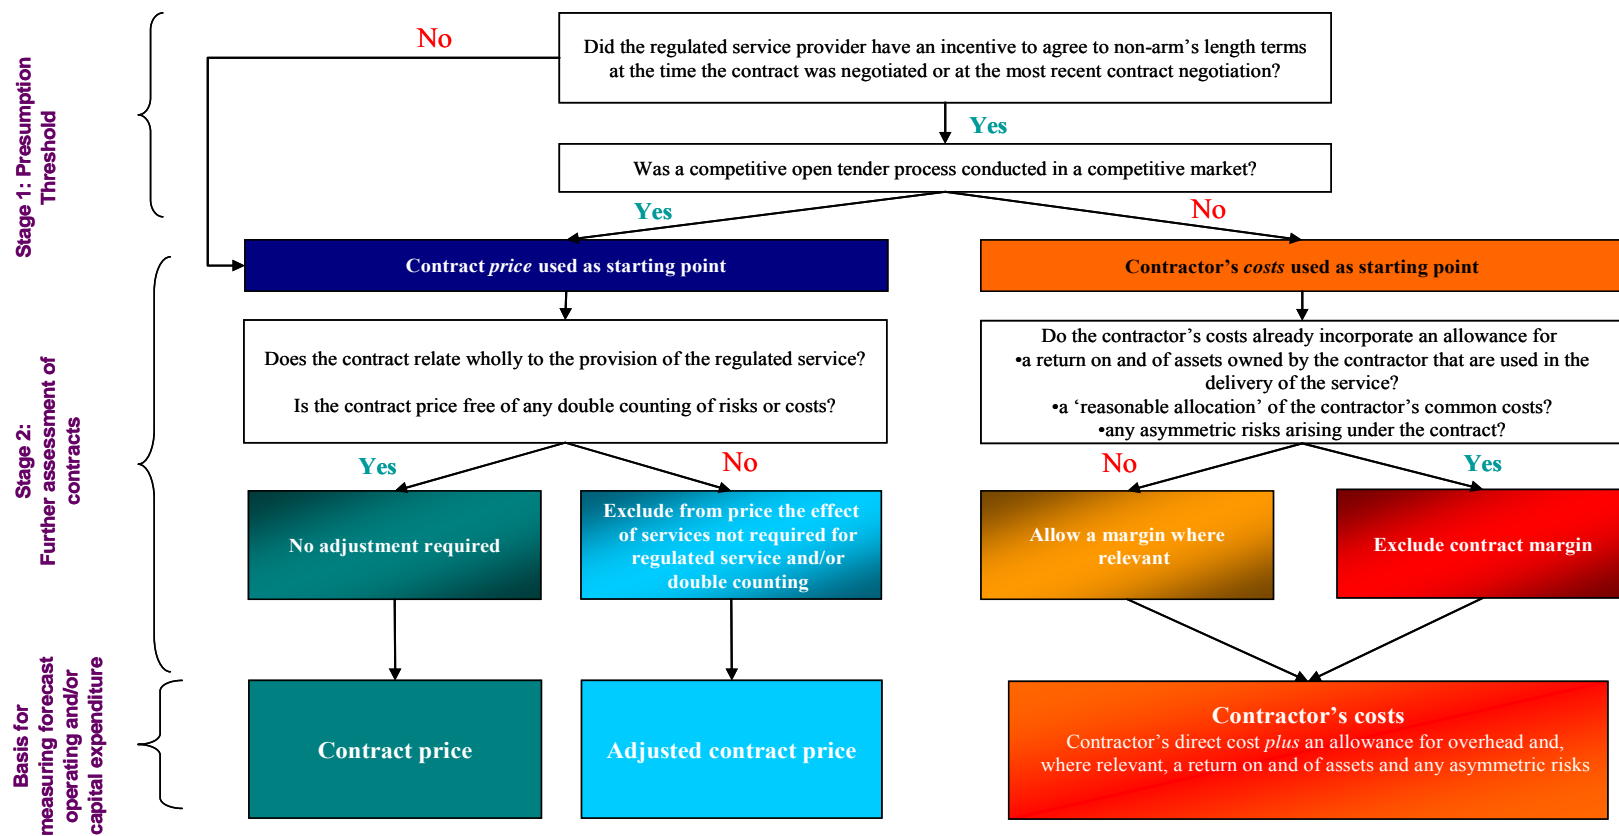 Stage 1: Presumption
Threshold
No
Did the regulated service provider have an incentive to agree to non-arm’s length terms
at the time the contract was negotiated or at the most recent contract negotiation?
Yes
Was a competitive open tender process conducted in a competitive market?
Yes
No
Stage 2:
Further assessment of
contracts
Contract price used as starting point
Contractor’s costs used as starting point
Does the contract relate wholly to the provision of the regulated service?
Is the contract price free of any double counting of risks or costs?
Do the contractor’s costs already incorporate an allowance for
•a return on and of assets owned by the contractor that are used in the
delivery of the service?
•a ‘reasonable allocation’ of the contractor’s common costs?
•any asymmetric risks arising under the contract?
Yes
No
No
Yes
No adjustment required
Exclude from price the effect
of services not required for
regulated service and/or
double counting
Allow a margin where
relevant
Exclude contract margin
Basis for
measuring forecast
operating and/or
capital expenditure
Contract price
Adjusted contract price
Contractor’s costs
Contractor’s direct cost plus an allowance for overhead and,
where relevant, a return on and of assets and any asymmetric risks